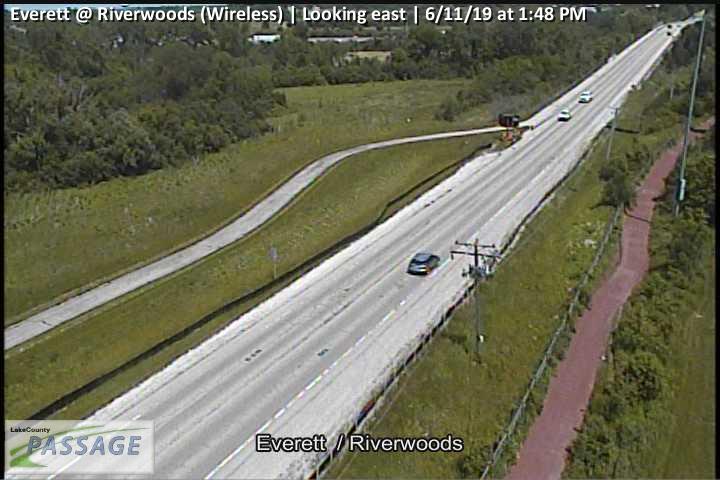 Everett @ Riverwoods (Wireless) | Looking east | 6/11/19 at 1:48 PM
Everett / Riverwoods
LakeCounty
PASSAGE